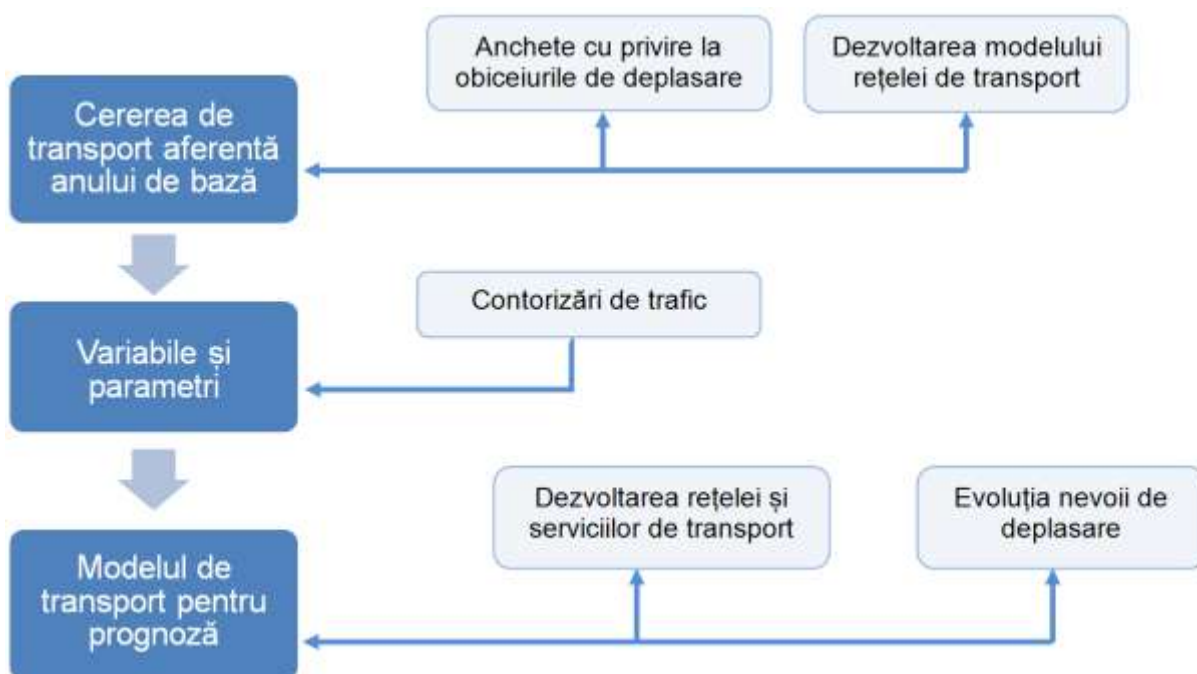 Anchete cu privire la
obiceiurile de deplasare
Dezvoltarea modelului
rețelei de transport
Cererea de
transport aferentă
anului de bază
Contorizări de trafic
Variabile și
parametri
Dezvoltarea rețelei și
serviciilor de transport
Evoluția nevoii de
deplasare
Modelul de
transport pentru
prognoză